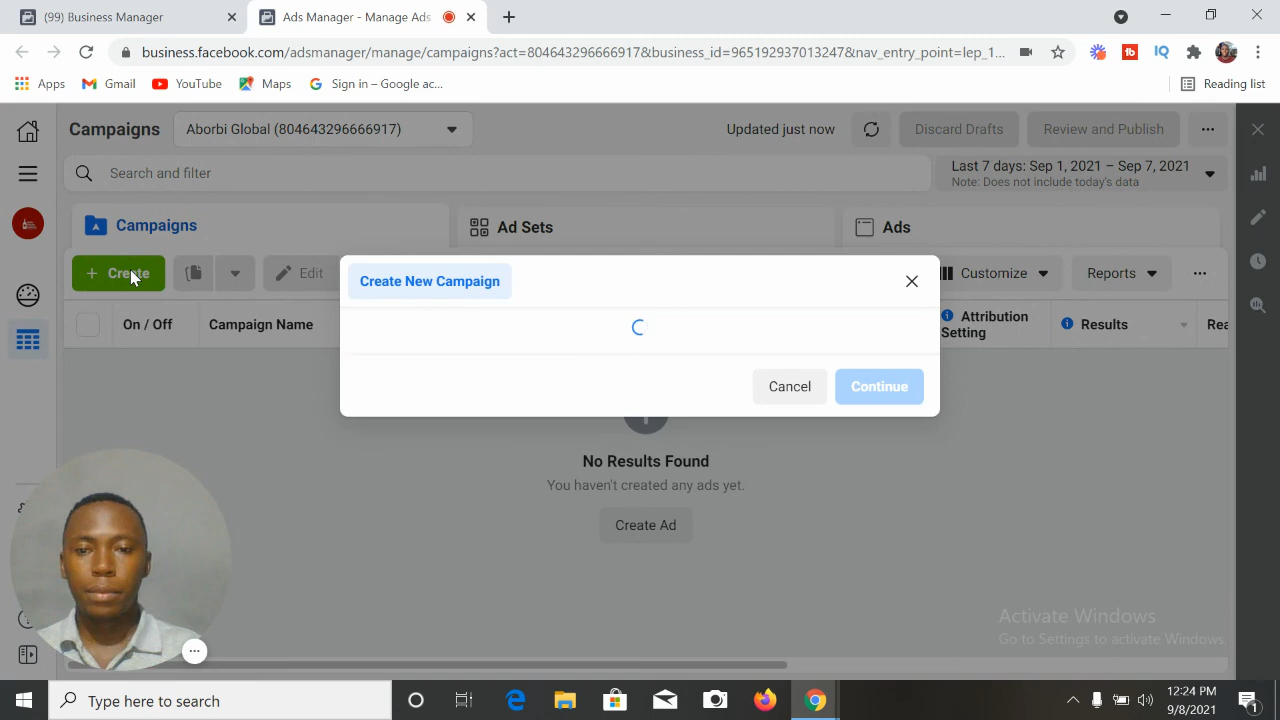 (99) Business Manager
Ads Manager - Manage Ads
business.facebook.com/adsmanager/manage/campaigns?act=804643296666917&business_id=965192937013247&nav_entry_point=lep_1...
Apps
Gmail
YouTube
Maps
Sign in – Google ac...
Reading list
Campaigns
Aborbi Global (804643296666917)
Updated just now
Discard Drafts
Review and Publish
Search and filter
Last 7 days: Sep 1, 2021 – Sep 7, 2021
Note: Does not include today's data
Campaigns
Ad Sets
Ads
+ Create
Edit
Customize
Reports
Create New Campaign
On / Off
Campaign Name
Attribution
Setting
Results
Rea
Cancel
Continue
No Results Found
You haven't created any ads yet.
Create Ad
Activate Windows
Go to Settings to activate Windows.
Type here to search
12:24 PM
9/8/2021
1